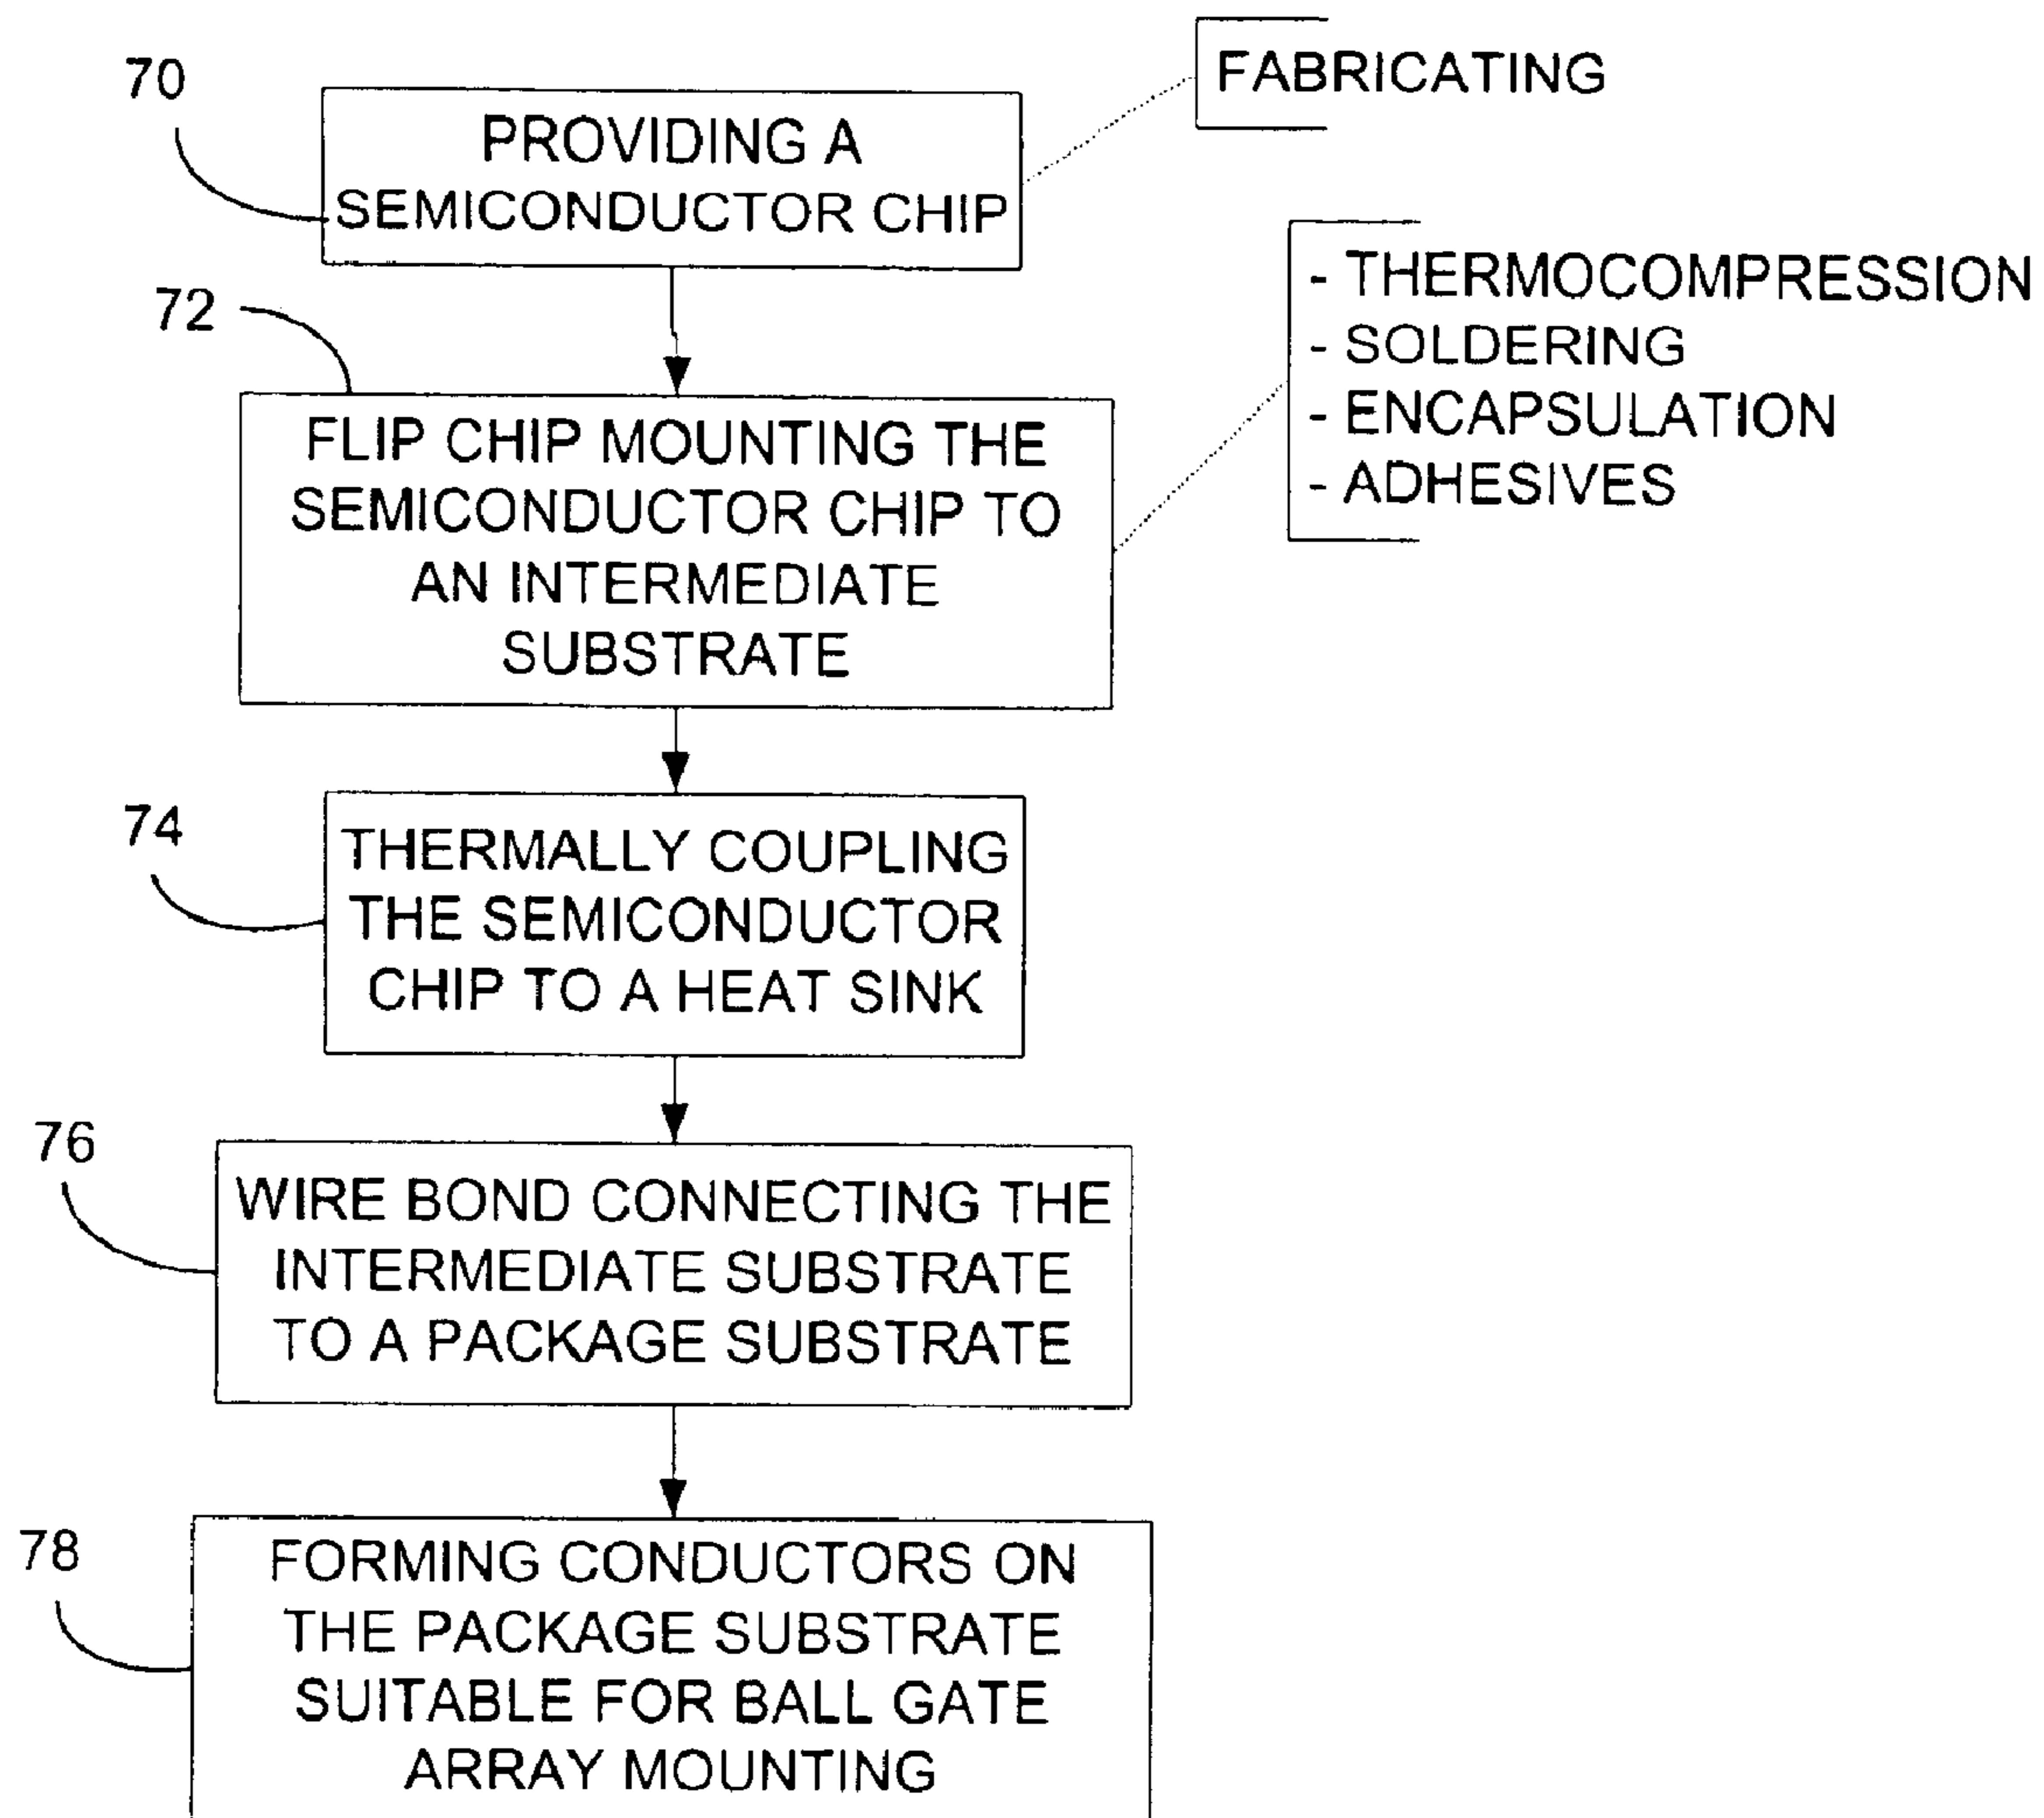 70
PROVIDING A
SEMICONDUCTOR CHIP
FABRICATING
72
FLIP CHIP MOUNTING THE
SEMICONDUCTOR CHIP TO
AN INTERMEDIATE
SUBSTRATE
- THERMOCOMPRESSION
- SOLDERING
- ENCAPSULATION
- ADHESIVES
74
THERMALLY COUPLING
THE SEMICONDUCTOR
CHIP TO A HEAT SINK
76
WIRE BOND CONNECTING THE
INTERMEDIATE SUBSTRATE
TO A PACKAGE SUBSTRATE
78
FORMING CONDUCTORS ON
THE PACKAGE SUBSTRATE
SUITABLE FOR BALL GATE
ARRAY MOUNTING